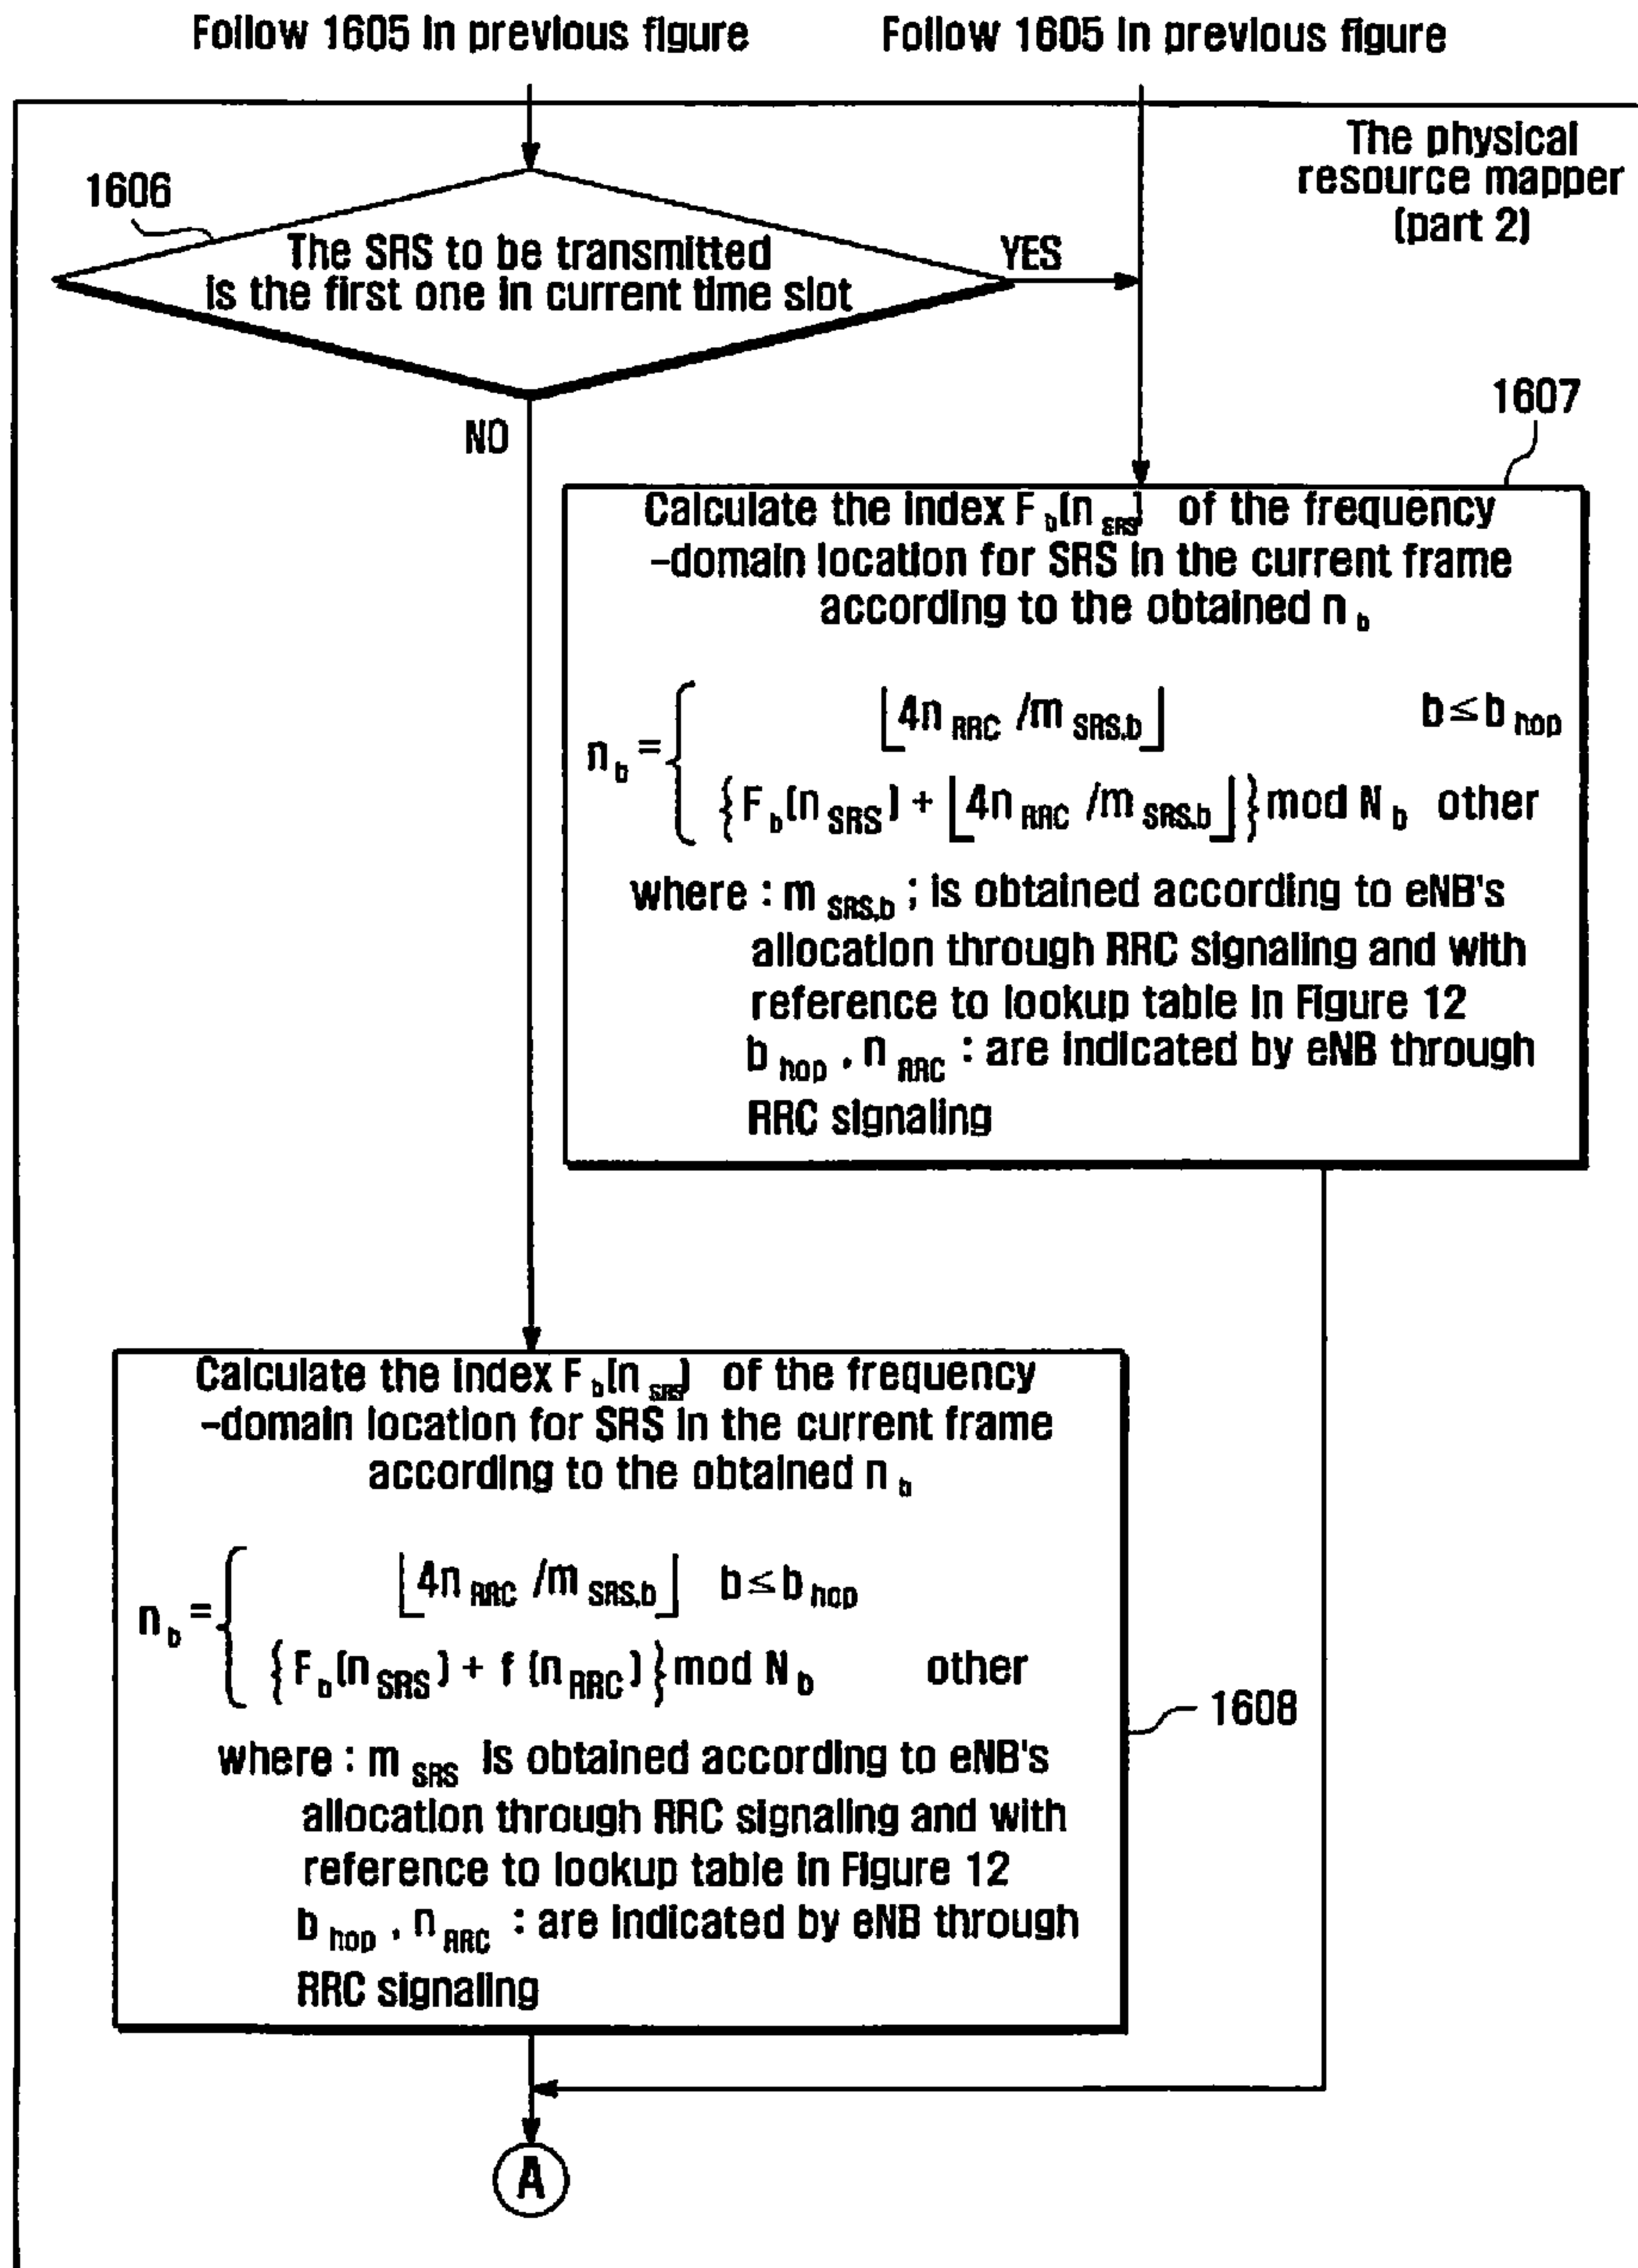 Follow 1605 in previous figure
Follow 1605 in previous figure
The physical
resource mapper
(part 2)
1606
The SRS to be transmitted
is the first one in current time slot
YES
NO
1607
Calculate the index F_b(n_SRS) of the frequency
-domain location for SRS in the current frame
according to the obtained n_b
n_b = { ⌊4n_RRC /m_SRS,b⌋ b ≤ b_hop
{F_b(n_SRS) + ⌊4n_RRC /m_SRS,b⌋} mod N_b other
where : m_SRS,b ; is obtained according to eNB's
allocation through RRC signaling and with
reference to lookup table in Figure 12
b_hop , n_RRC : are indicated by eNB through
RRC signaling
Calculate the index F_b(n_SRS) of the frequency
-domain location for SRS in the current frame
according to the obtained n_b
n_b = { ⌊4n_RRC /m_SRS,b⌋ b ≤ b_hop
{F_b(n_SRS) + f (n_RRC)} mod N_b other
1608
where : m_SRS is obtained according to eNB's
allocation through RRC signaling and with
reference to lookup table in Figure 12
b_hop , n_RRC : are indicated by eNB through
RRC signaling
A